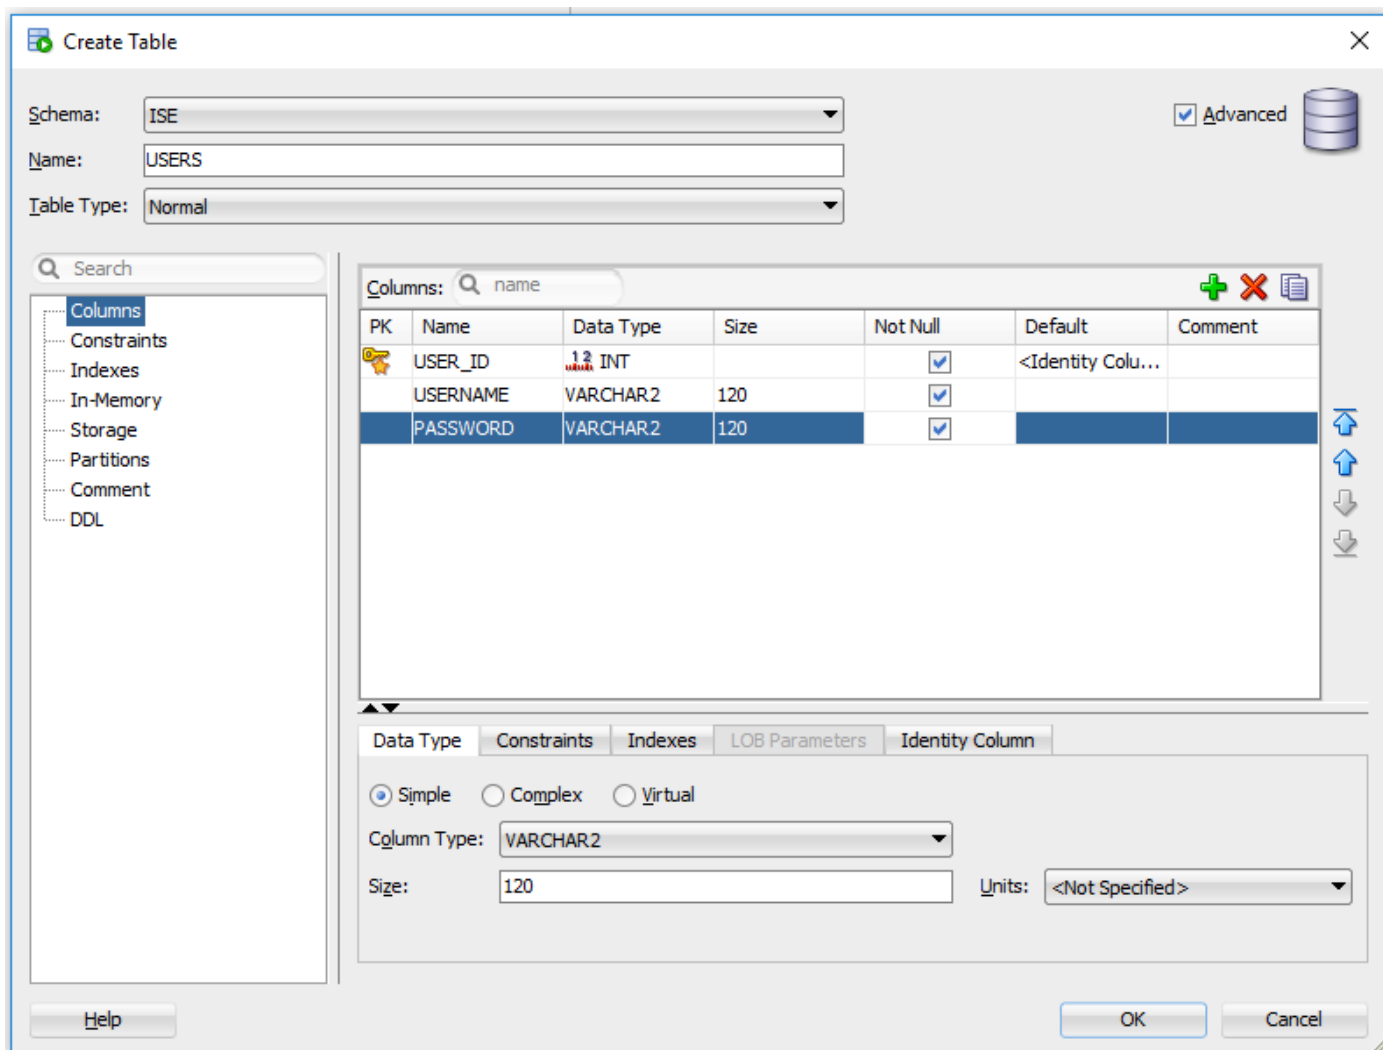 Create Table
Schema: ISE
Advanced
Name: USERS
Table Type: Normal
Search
Columns
Constraints
Indexes
In-Memory
Storage
Partitions
Comment
DDL
Columns: name
PK Name Data Type Size Not Null Default Comment
USER_ID INT <Identity Colu...
USERNAME VARCHAR2 120
PASSWORD VARCHAR2 120
Data Type Constraints Indexes LOB Parameters Identity Column
Simple Complex Virtual
Column Type: VARCHAR2
Size: 120 Units: <Not Specified>
Help OK Cancel